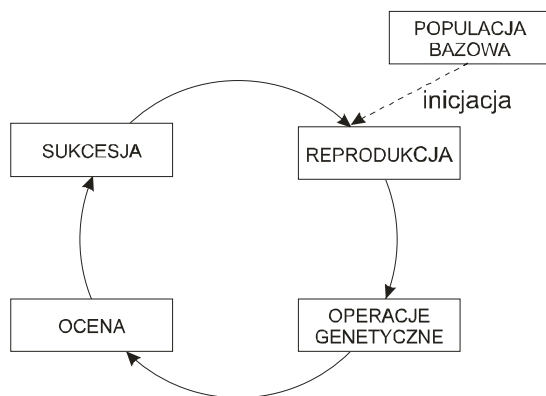 POPULACJA
BAZOWA
inicjacja
SUKCESJA
REPRODUKCJA
OCENA
OPERACJE
GENETYCZNE